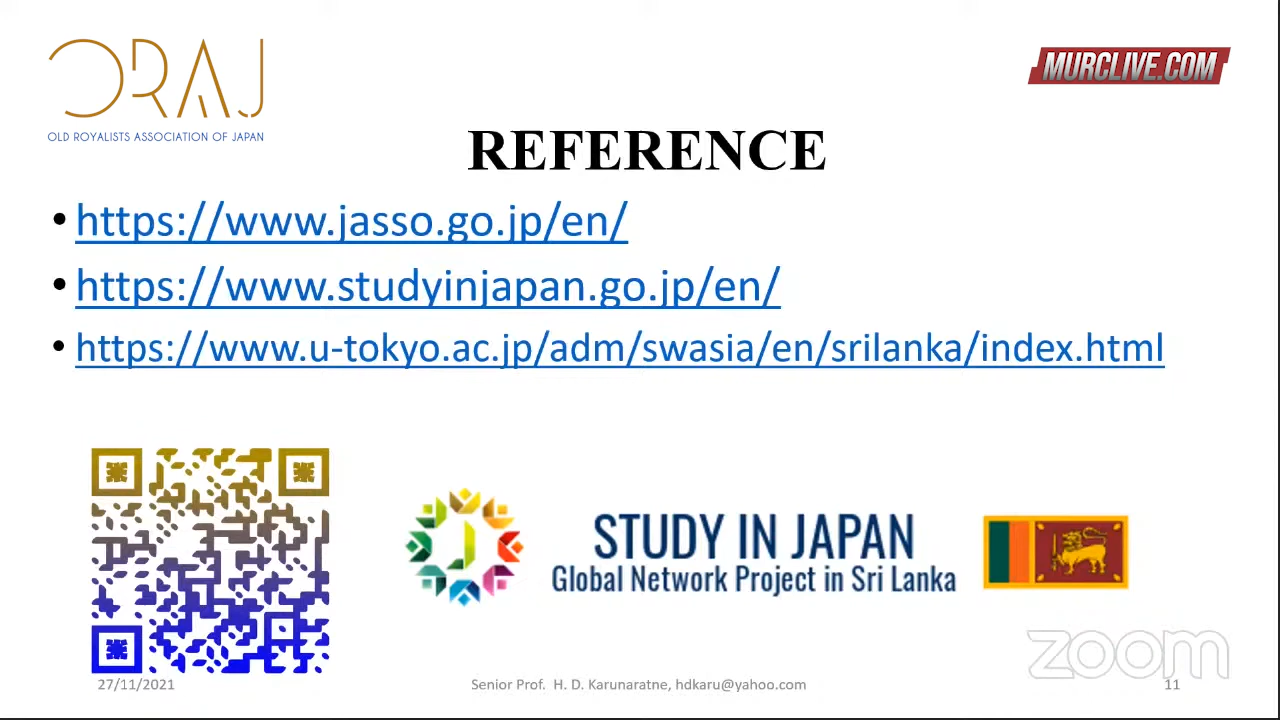 ORAJ
OLD ROYALISTS ASSOCIATION OF JAPAN
MURCLIVE.COM
REFERENCE
• https://www.jasso.go.jp/en/
• https://www.studyinjapan.go.jp/en/
• https://www.u-tokyo.ac.jp/adm/swasia/en/srilanka/index.html
STUDY IN JAPAN
Global Network Project in Sri Lanka
zoom
27/11/2021
Senior Prof. H. D. Karunaratne, hdkaru@yahoo.com
11